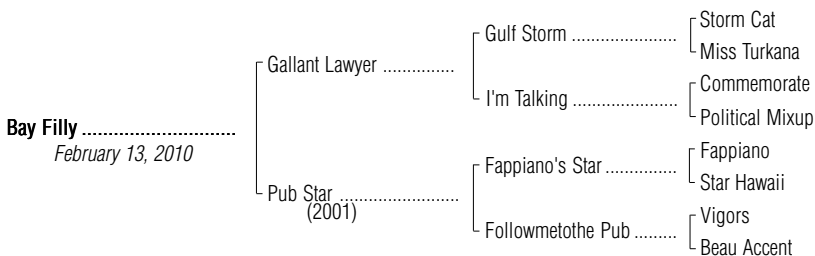 Storm Cat
Gulf Storm ......................
Miss Turkana
Gallant Lawyer ...............
Commemorate
I'm Talking ......................
Political Mixup
Bay Filly ..............................
February 13, 2010
Fappiano
Fappiano's Star ...............
Star Hawaii
Pub Star .........................
(2001)
Vigors
Followmetothe Pub .........
Beau Accent